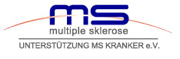 ms
multiple sklerose
UNTERSTÜTZUNG MS KRANKER e.V.